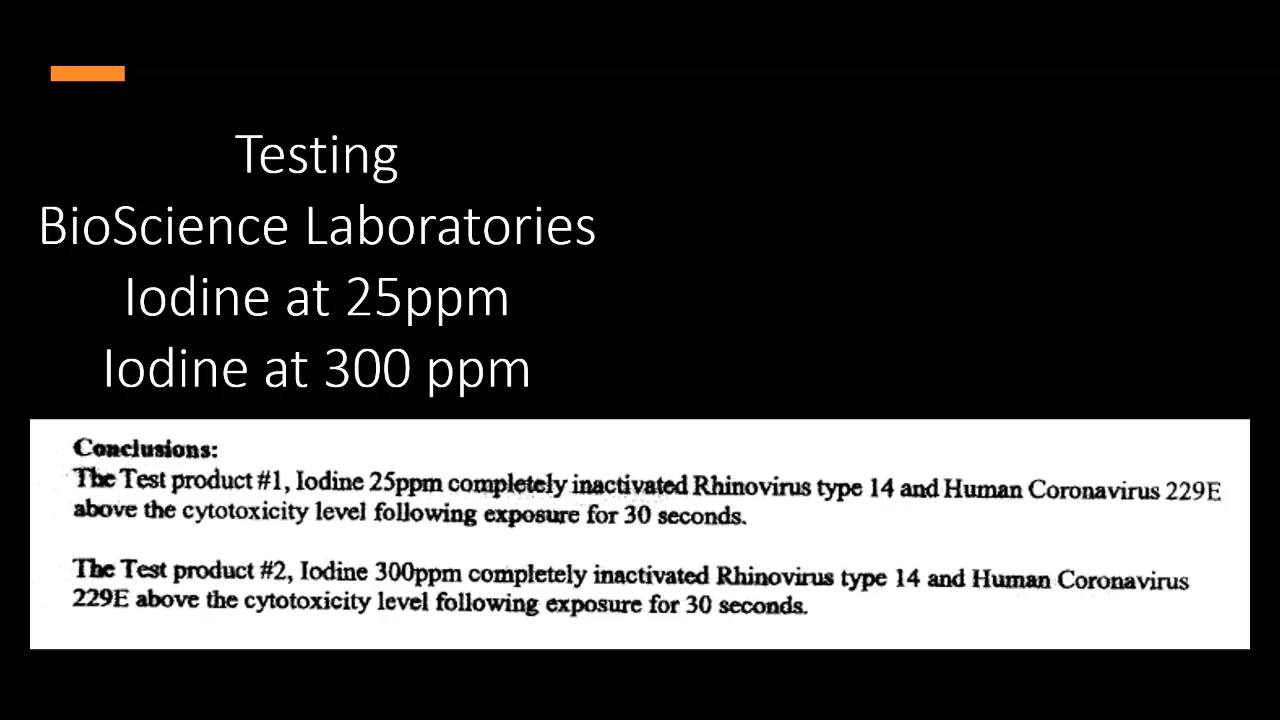 Testing
BioScience Laboratories
Iodine at 25ppm
Iodine at 300 ppm
Conclusions:
The Test product #1, Iodine 25ppm completely inactivated Rhinovirus type 14 and Human Coronavirus 229E
above the cytotoxicity level following exposure for 30 seconds.
The Test product #2, Iodine 300ppm completely inactivated Rhinovirus type 14 and Human Coronavirus
229E above the cytotoxicity level following exposure for 30 seconds.